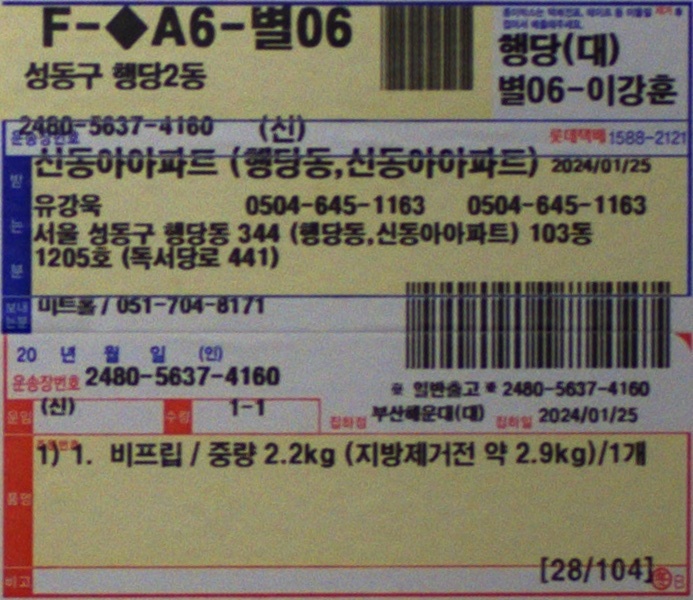 F-◆A6-별06
성동구 행당2동
행당(대)
별06-이강훈
2480-5637-4160 (신)
운송장번호
롯데택배 1588-2121
신동아아파트 (행당동,신동아아파트) 2024/01/25
받는분
유강욱 0504-645-1163 0504-645-1163
서울 성동구 행당동 344 (행당동,신동아아파트) 103동
1205호 (독서당로 441)
보내는분
미트홀 / 051-704-8171
20 년 월 일 (인)
운송장번호 2480-5637-4160
※ 일반출고 * 2480-5637-4160
운임 (신) 수량 1-1
집하점 부산해운대(대) 집하일 2024/01/25
1) 1. 비프립 / 중량 2.2kg (지방제거전 약 2.9kg)/1개
품명
[28/104]
비고